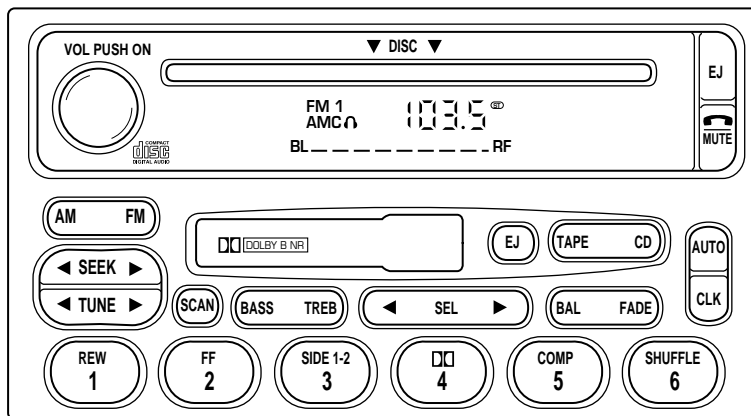 VOL PUSH ON
▼ DISC ▼
EJ
FM 1
AMC
103.5 ST
MUTE
COMPACT
disc
DIGITAL AUDIO
BL RF
AM FM
DOLBY B NR
EJ
TAPE CD
AUTO
◀ SEEK ▶
◀ TUNE ▶
SCAN
BASS TREB
◀ SEL ▶
BAL FADE
CLK
REW
1
FF
2
SIDE 1-2
3
4
COMP
5
SHUFFLE
6